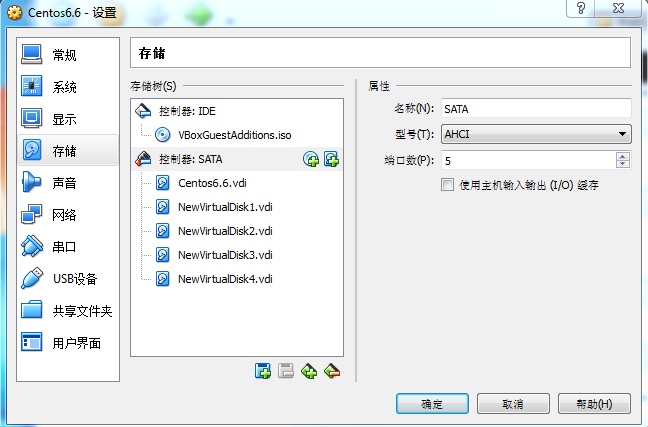 Centos6.6 - 设置
常规
系统
显示
存储
声音
网络
串口
USB设备
共享文件夹
用户界面
存储
存储树(S)
控制器: IDE
VBoxGuestAdditions.iso
控制器: SATA
Centos6.6.vdi
NewVirtualDisk1.vdi
NewVirtualDisk2.vdi
NewVirtualDisk3.vdi
NewVirtualDisk4.vdi
属性
名称(N): SATA
型号(T): AHCI
端口数(P): 5
使用主机输入输出 (I/O) 缓存
确定 取消 帮助(H)